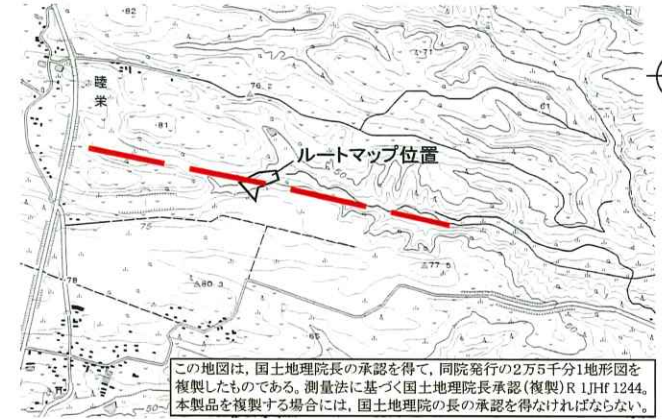 82
71
76.2
61
睦栄
81
ルートマップ位置
50
75
77.5
78
80.3
65
50
50
この地図は，国土地理院長の承認を得て，同院発行の2万5千分1地形図を
複製したものである。測量法に基づく国土地理院長承認(複製)R 1JHf 1244。
本製品を複製する場合には，国土地理院の長の承認を得なければならない。